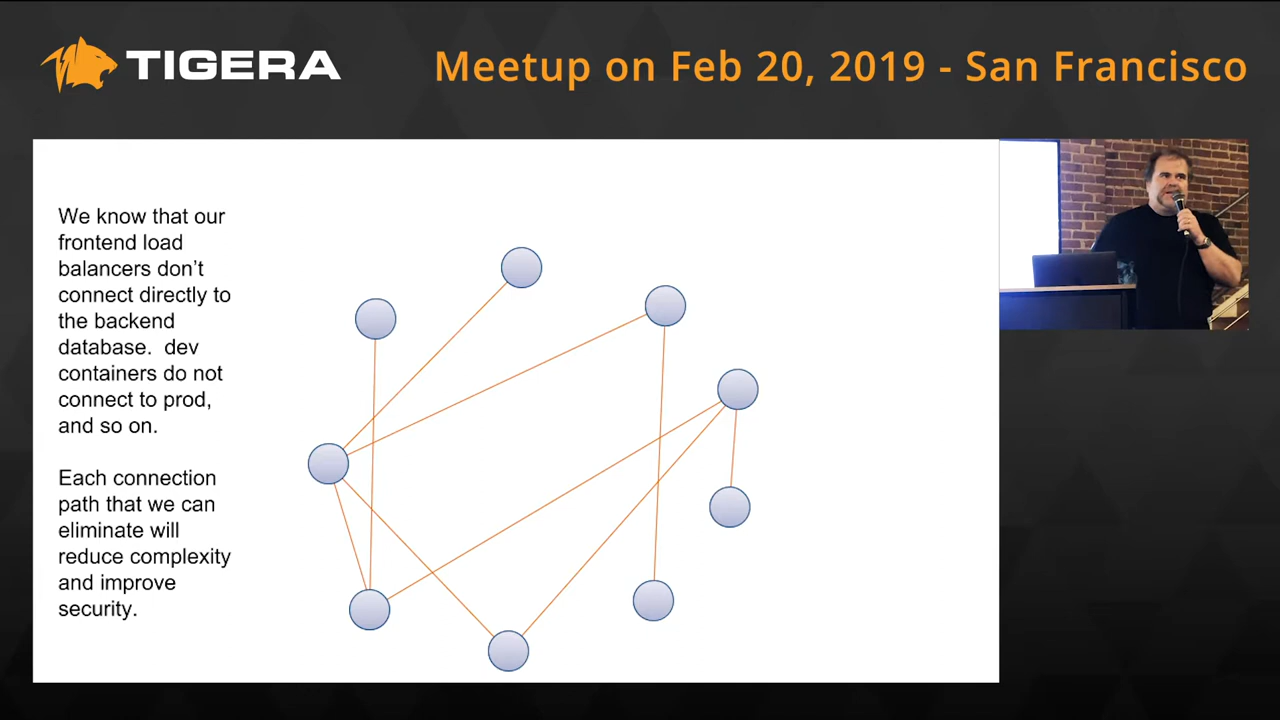 TIGERA
Meetup on Feb 20, 2019 - San Francisco
We know that our
frontend load
balancers don’t
connect directly to
the backend
database.  dev
containers do not
connect to prod,
and so on.
Each connection
path that we can
eliminate will
reduce complexity
and improve
security.